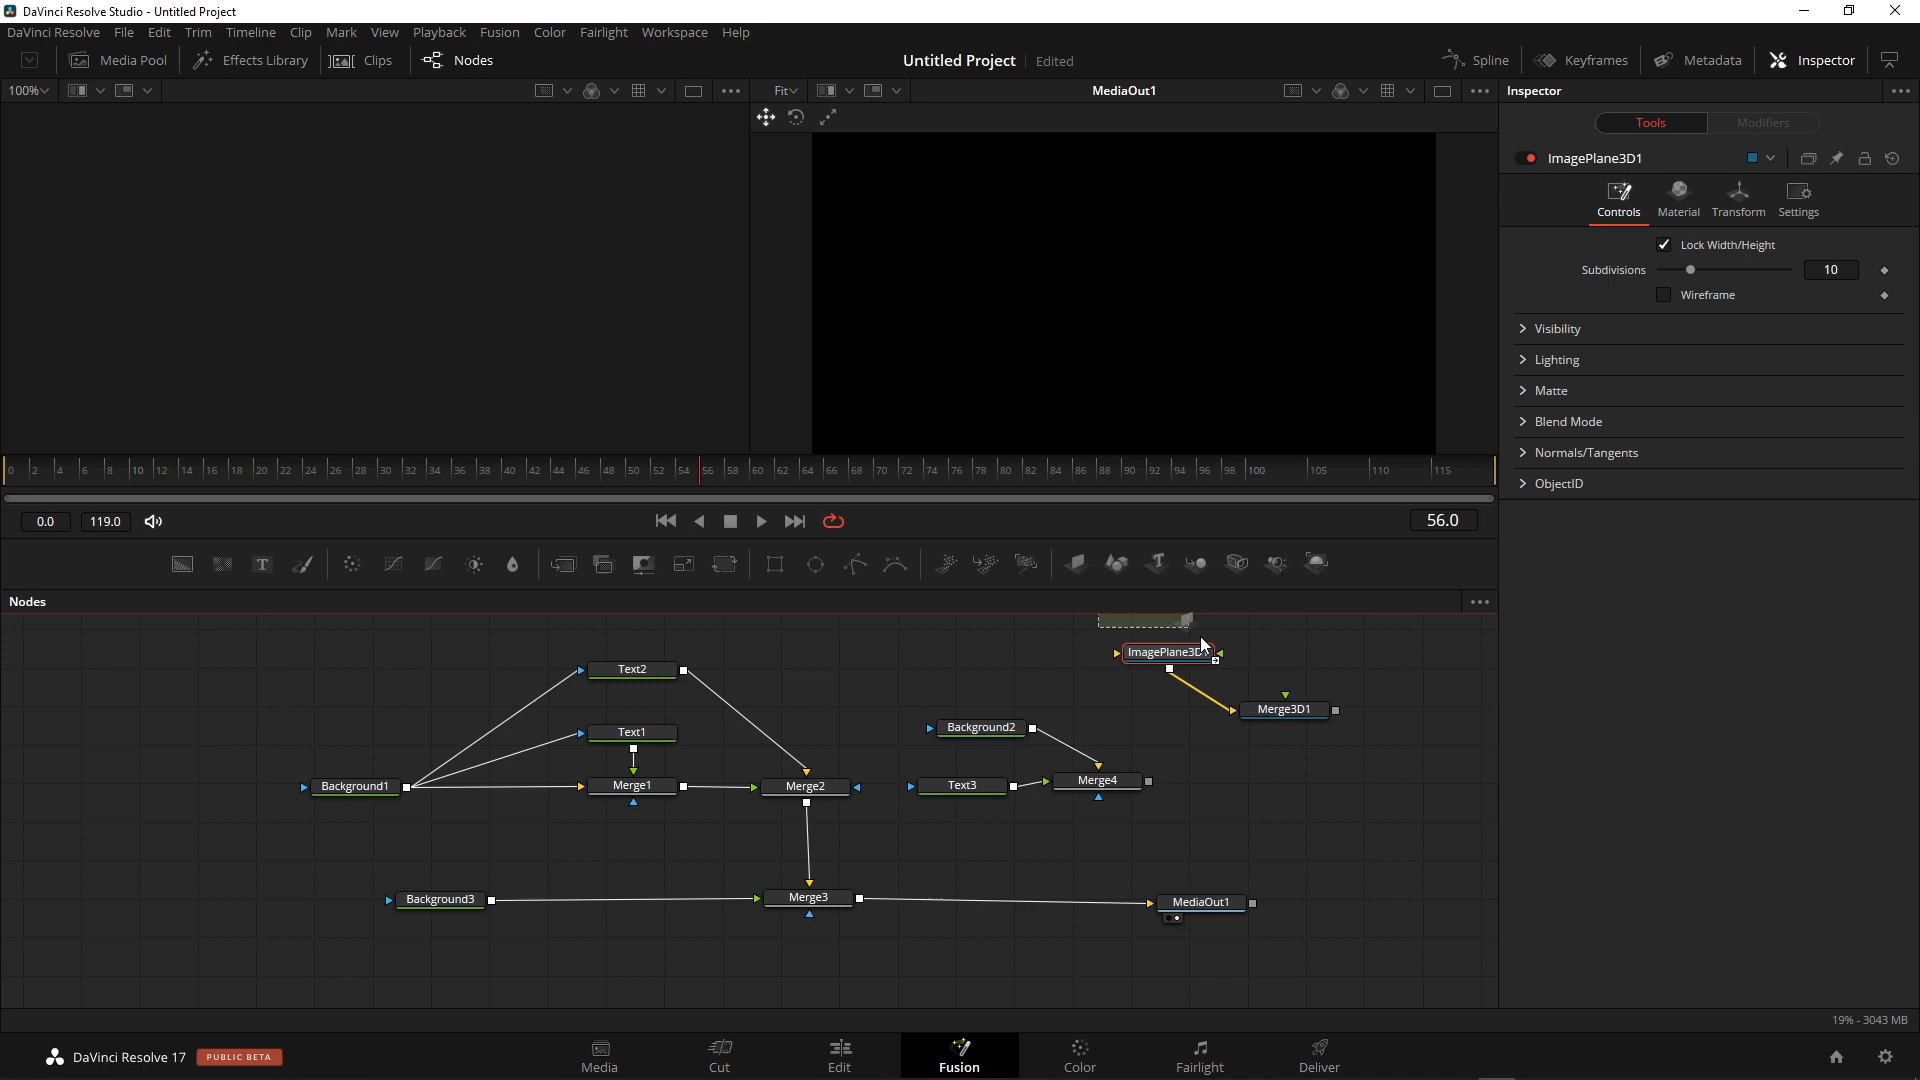 DaVinci Resolve Studio - Untitled Project
DaVinci Resolve File Edit Trim Timeline Clip Mark View Playback Fusion Color Fairlight Workspace Help
Media Pool Effects Library Clips Nodes Untitled Project Edited Spline Keyframes Metadata Inspector
100% Fit MediaOut1 Inspector
Tools Modifiers
ImagePlane3D1
Controls Material Transform Settings
Lock Width/Height
Subdivisions 10
Wireframe
Visibility
Lighting
Matte
Blend Mode
Normals/Tangents
ObjectID
0 2 4 6 8 10 12 14 16 18 20 22 24 26 28 30 32 34 36 38 40 42 44 46 48 50 52 54 56 58 60 62 64 66 68 70 72 74 76 78 80 82 84 86 88 90 92 94 96 98 100 105 110 115
0.0 119.0 56.0
Nodes
ImagePlane3D
Text2
Merge3D1
Text1 Background2
Background1 Merge1 Merge2 Text3 Merge4
Background3 Merge3 MediaOut1
19% - 3043 MB
DaVinci Resolve 17 PUBLIC BETA Media Cut Edit Fusion Color Fairlight Deliver